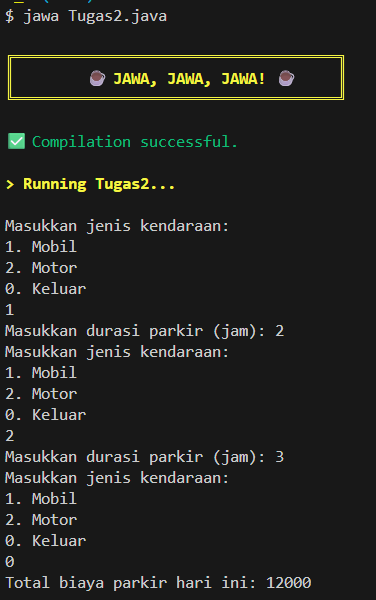 $ jawa Tugas2.java
☕ JAWA, JAWA, JAWA! ☕
✅ Compilation successful.
> Running Tugas2...
Masukkan jenis kendaraan:
1. Mobil
2. Motor
0. Keluar
1
Masukkan durasi parkir (jam): 2
Masukkan jenis kendaraan:
1. Mobil
2. Motor
0. Keluar
2
Masukkan durasi parkir (jam): 3
Masukkan jenis kendaraan:
1. Mobil
2. Motor
0. Keluar
0
Total biaya parkir hari ini: 12000